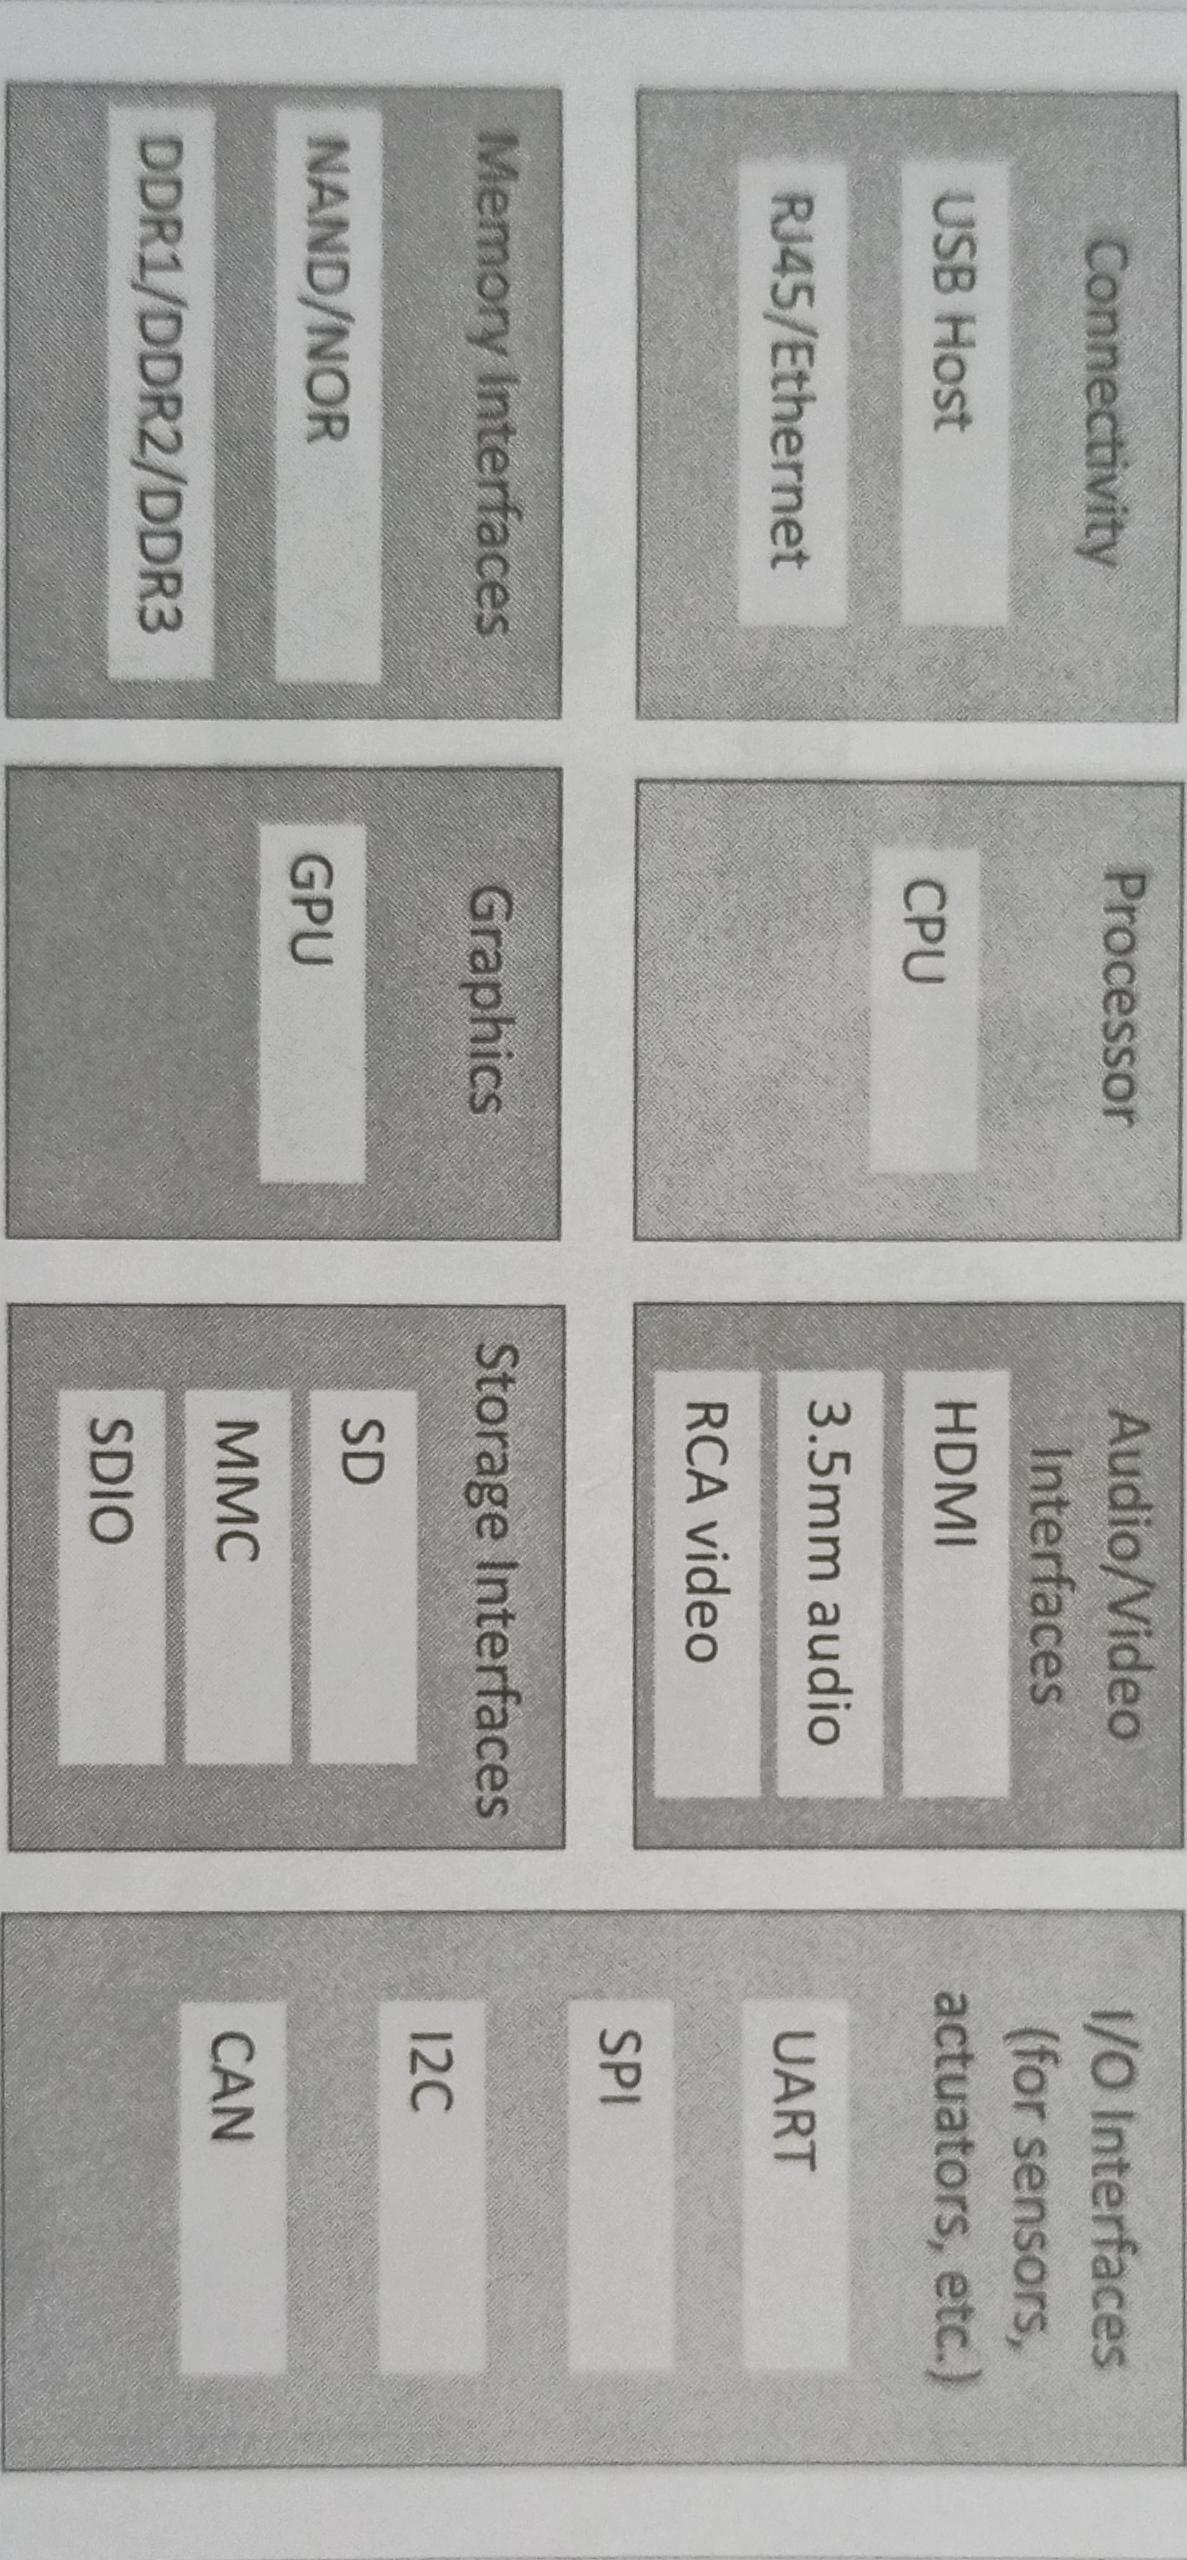 Connectivity
USB Host
RJ45/Ethernet
Processor
CPU
Audio/Video
Interfaces
HDMI
3.5mm audio
RCA video
I/O Interfaces
(for sensors,
actuators, etc.)
UART
SPI
I2C
CAN
Memory Interfaces
NAND/NOR
DDR1/DDR2/DDR3
Graphics
GPU
Storage Interfaces
SD
MMC
SDIO